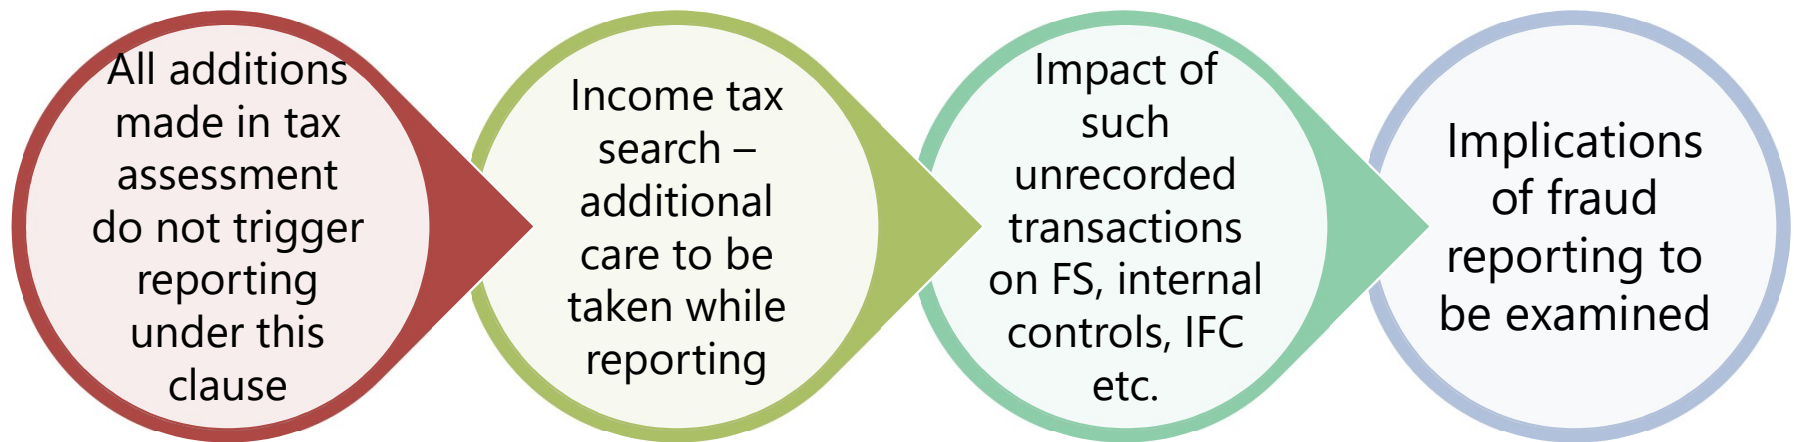 All additions
made in tax
assessment
do not trigger
reporting
under this
clause
Income tax
search –
additional
care to be
taken while
reporting
Impact of
such
unrecorded
transactions
on FS, internal
controls, IFC
etc.
Implications
of fraud
reporting to
be examined